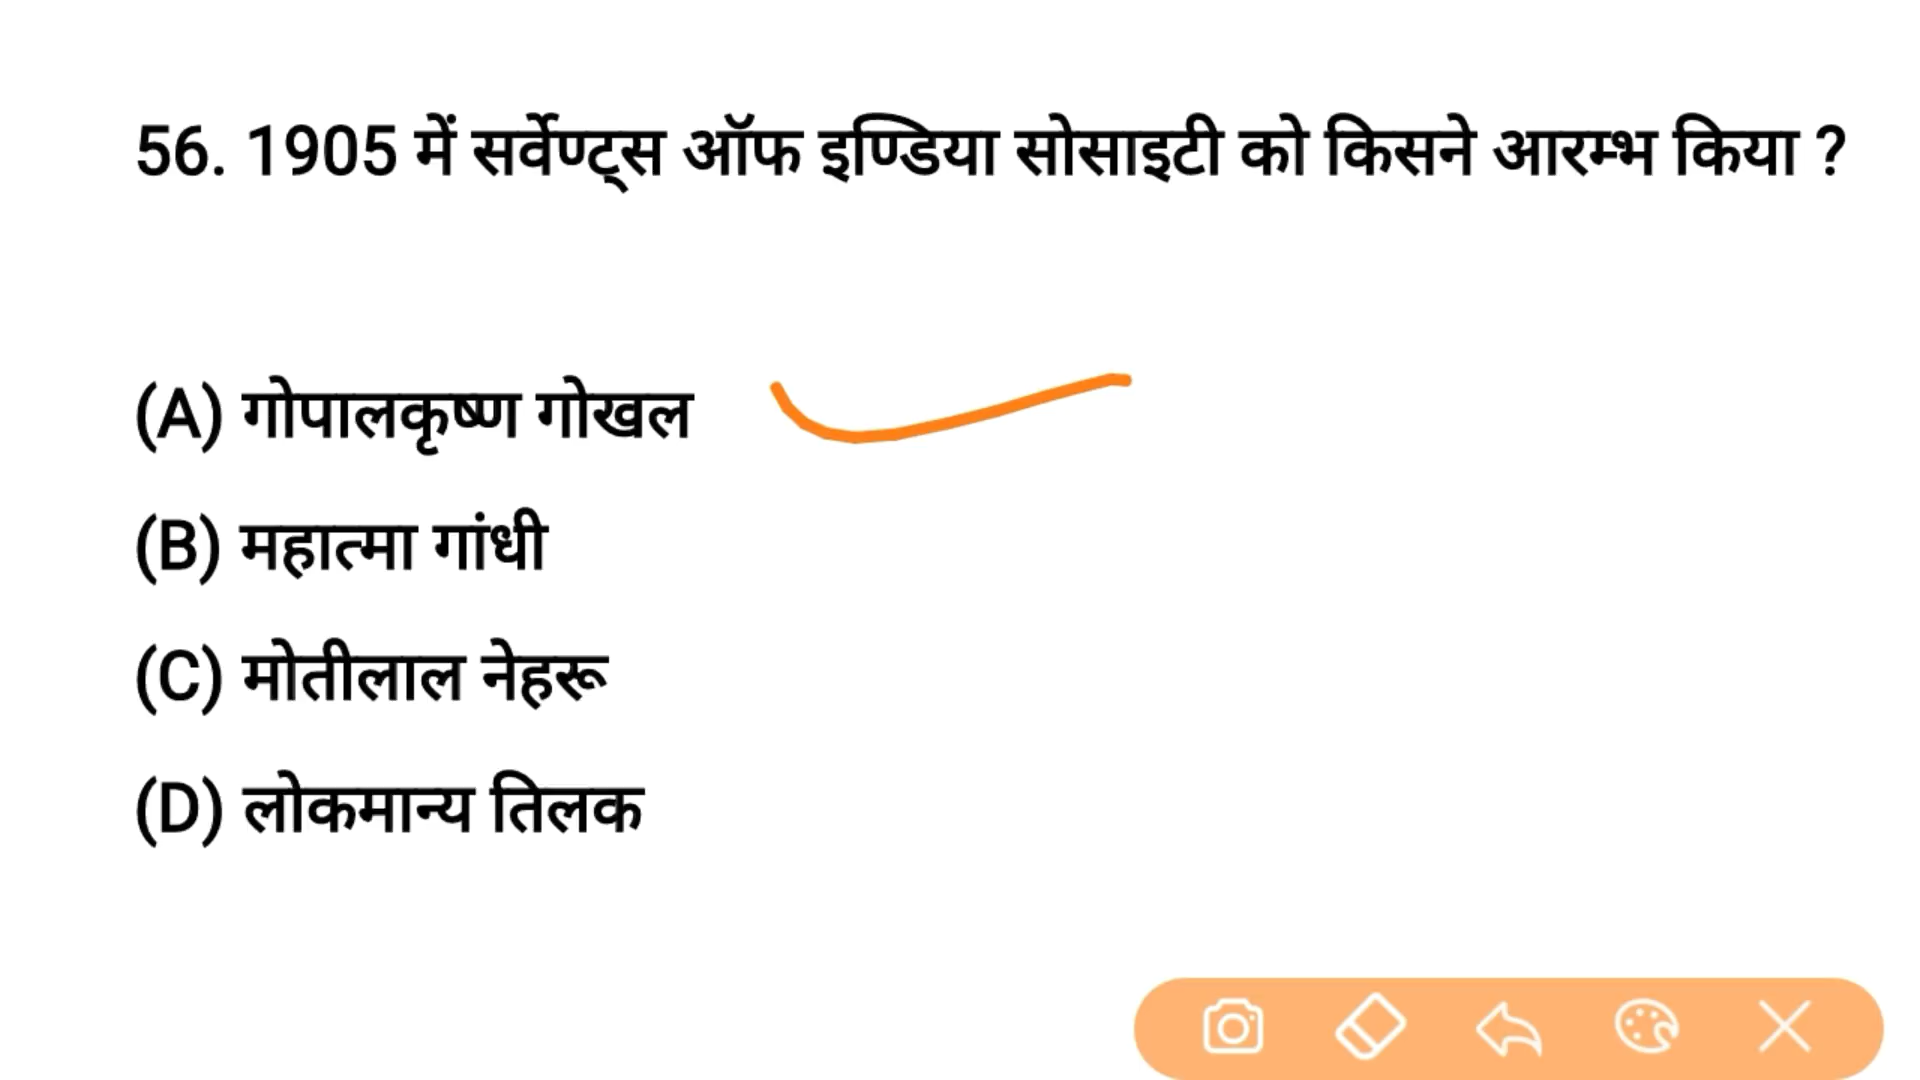 56. 1905 में सर्वेण्ट्स ऑफ इण्डिया सोसाइटी को किसने आरम्भ किया ?
(A) गोपालकृष्ण गोखल
(B) महात्मा गांधी
(C) मोतीलाल नेहरू
(D) लोकमान्य तिलक